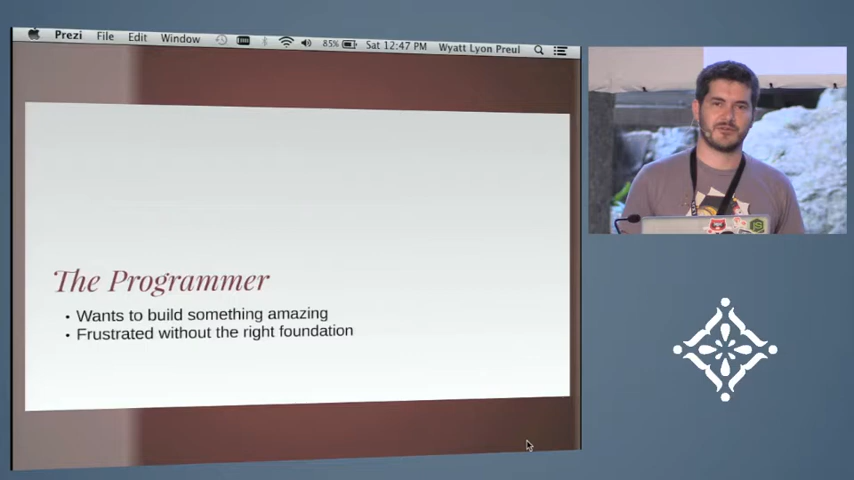 Prezi File Edit Window 85% Sat 12:47 PM Wyatt Lyon Preul
The Programmer
• Wants to build something amazing
• Frustrated without the right foundation